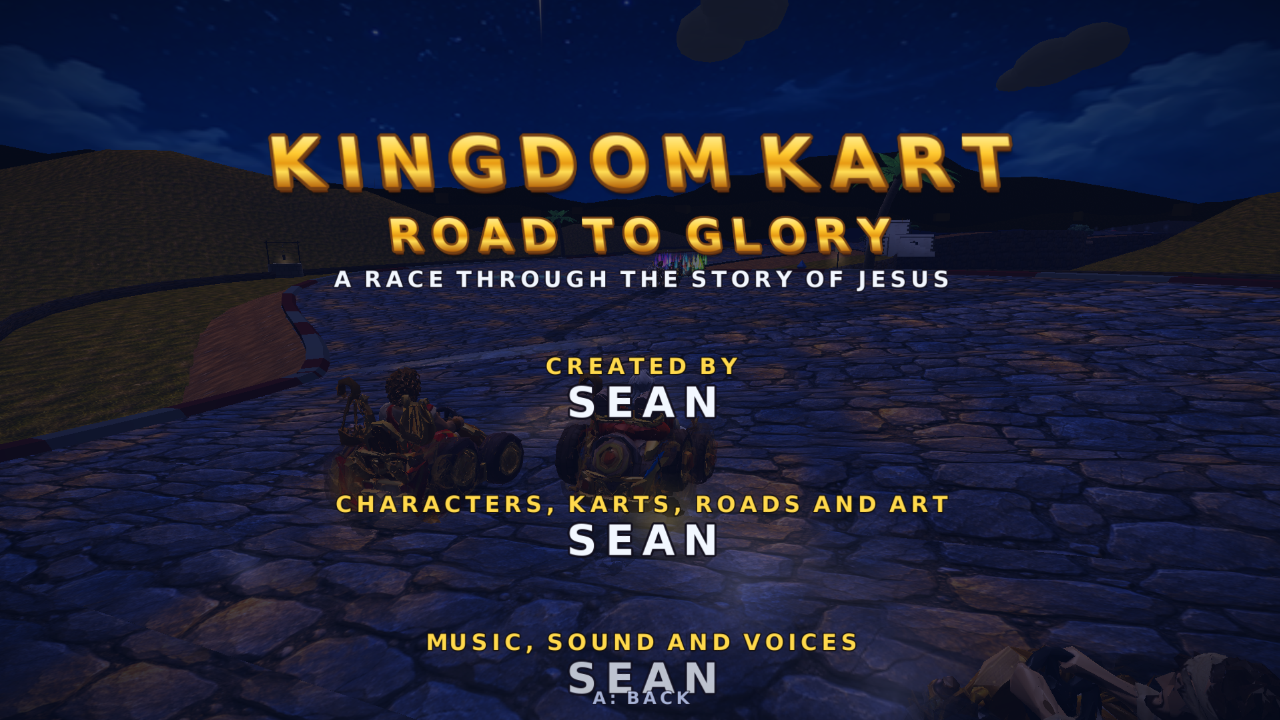 KINGDOM KART
ROAD TO GLORY
A RACE THROUGH THE STORY OF JESUS
CREATED BY
SEAN
CHARACTERS, KARTS, ROADS AND ART
SEAN
MUSIC, SOUND AND VOICES
SEAN
A: BACK